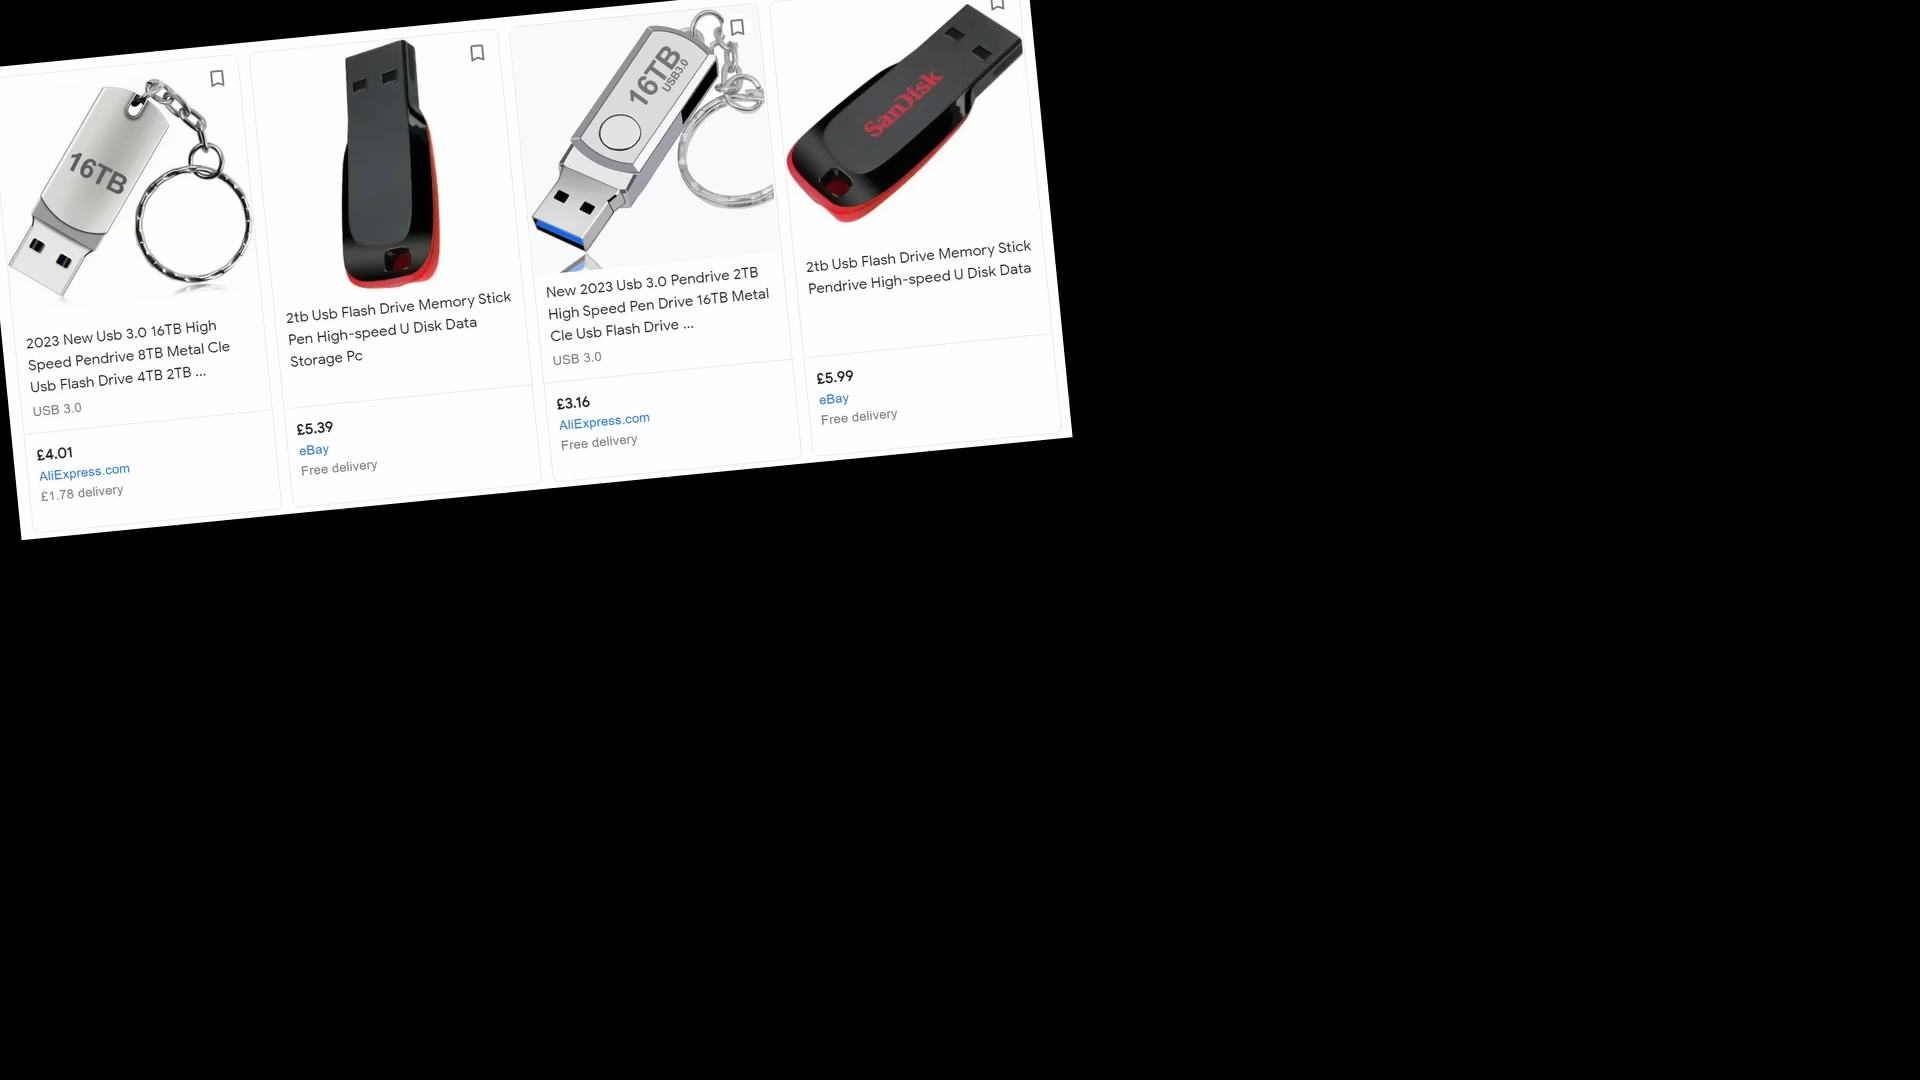 16TB
2023 New Usb 3.0 16TB High
Speed Pendrive 8TB Metal Cle
Usb Flash Drive 4TB 2TB ...
USB 3.0
£4.01
AliExpress.com
£1.78 delivery
2tb Usb Flash Drive Memory Stick
Pen High-speed U Disk Data
Storage Pc
£5.39
eBay
Free delivery
16TB
USB3.0
New 2023 Usb 3.0 Pendrive 2TB
High Speed Pen Drive 16TB Metal
Cle Usb Flash Drive ...
USB 3.0
£3.16
AliExpress.com
Free delivery
SanDisk
2tb Usb Flash Drive Memory Stick
Pendrive High-speed U Disk Data
£5.99
eBay
Free delivery